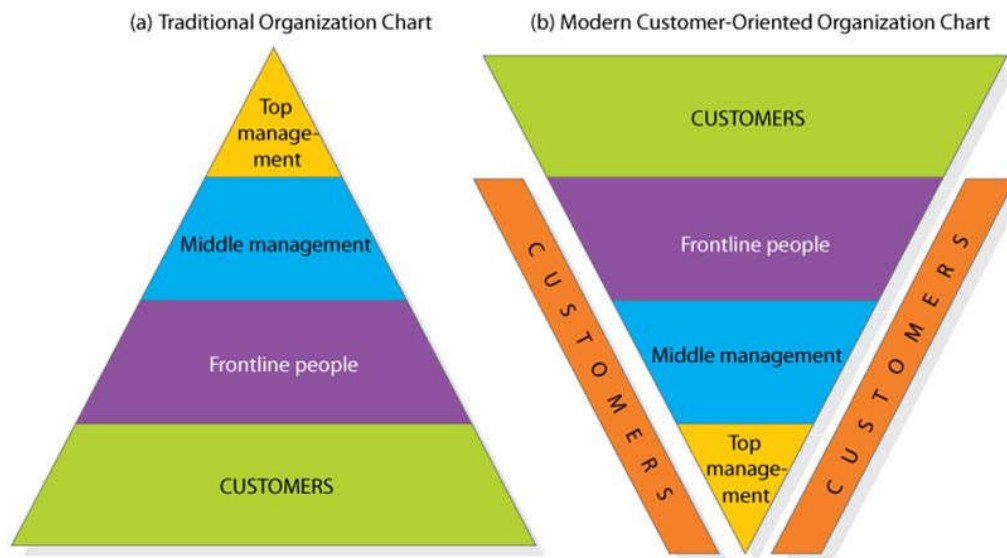 (a) Traditional Organization Chart
Top
manage-
ment
Middle management
Frontline people
CUSTOMERS
(b) Modern Customer-Oriented Organization Chart
CUSTOMERS
Frontline people
Middle management
Top
manage-
ment
CUSTOMERS
CUSTOMERS